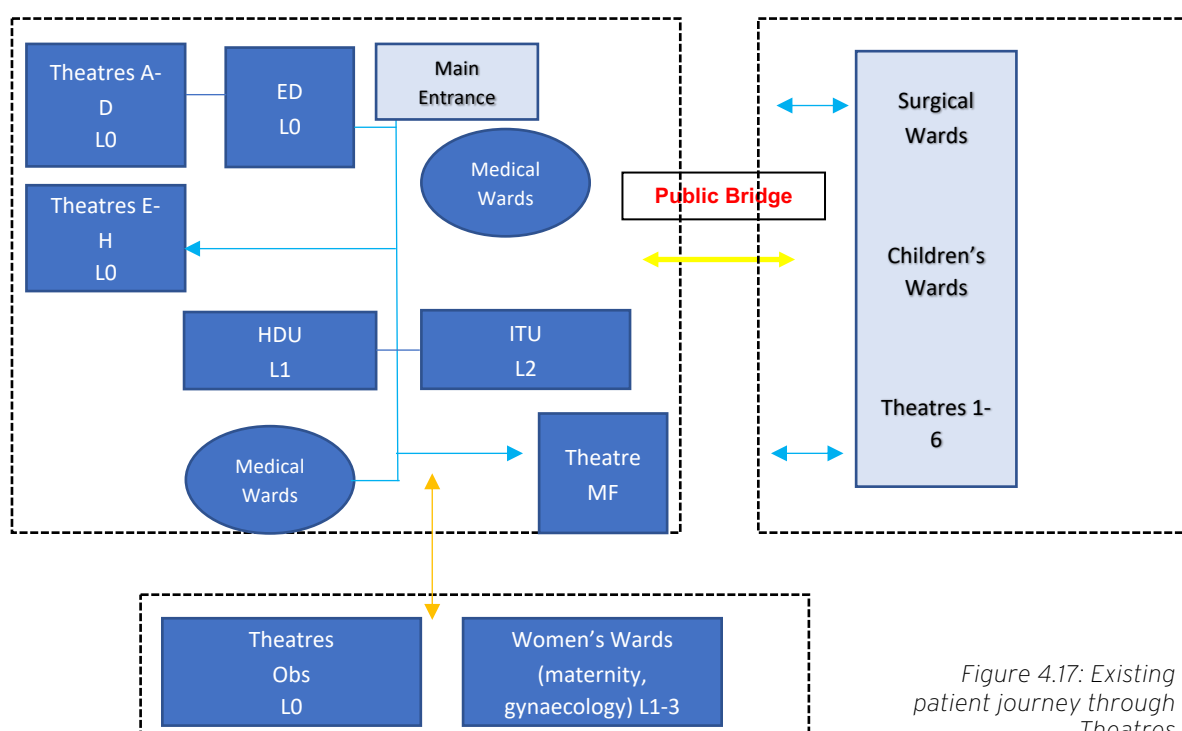 Theatres A-
D
L0
ED
L0
Main
Entrance
Medical
Wards
Theatres E-
H
L0
HDU
L1
ITU
L2
Medical
Wards
Theatre
MF
Public Bridge
Surgical
Wards
Children’s
Wards
Theatres 1-
6
Theatres
Obs
L0
Women’s Wards
(maternity,
gynaecology) L1-3
Figure 4.17: Existing
patient journey through
Theatres